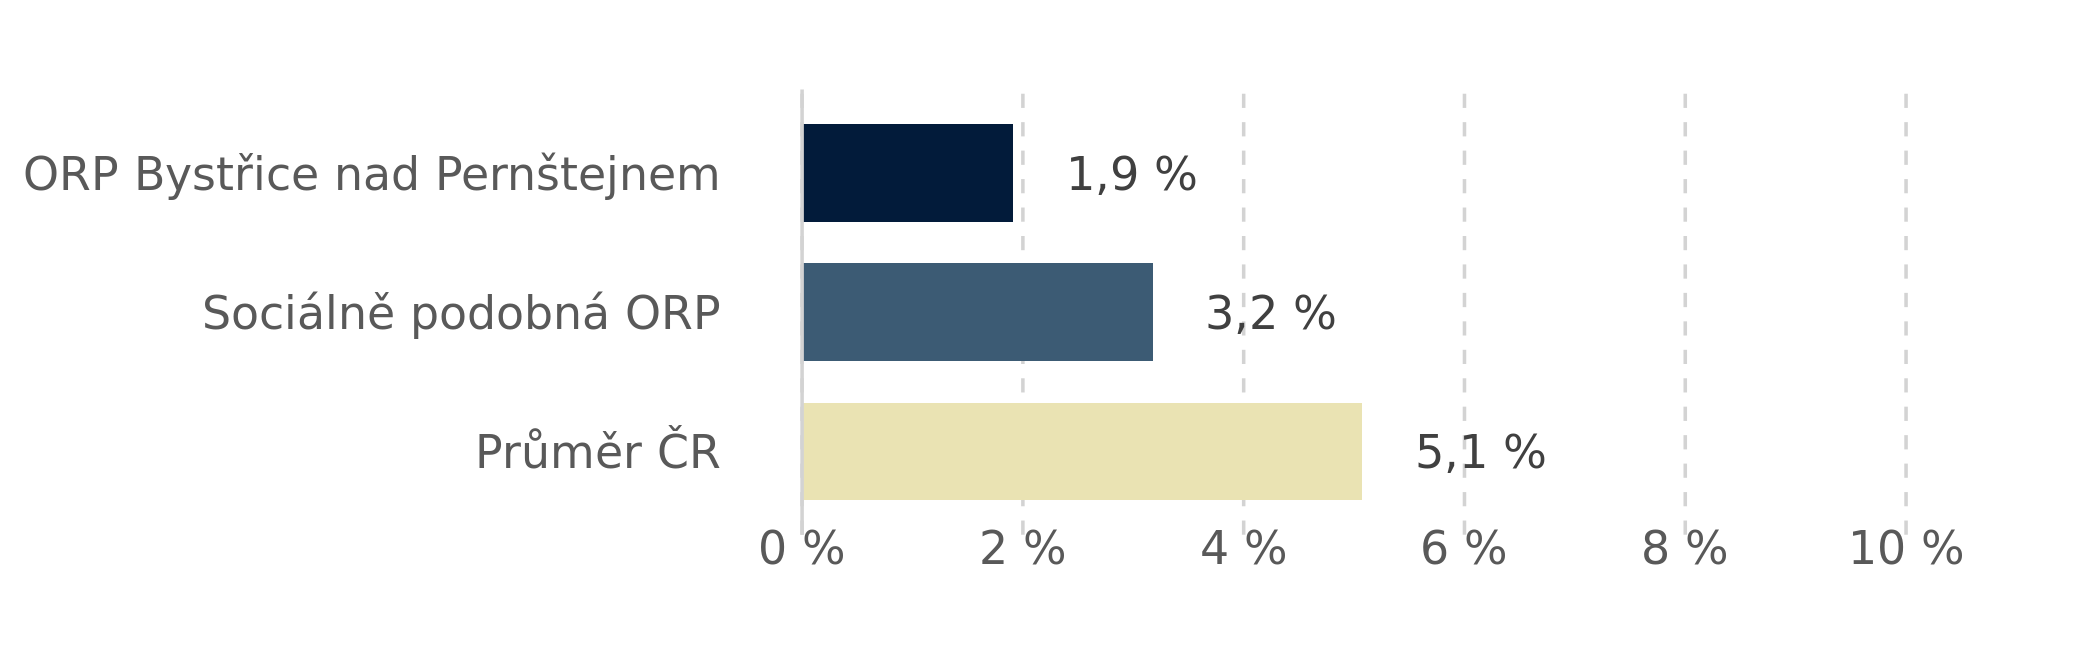 ORP Bystřice nad Pernštejnem 1,9 %
Sociálně podobná ORP 3,2 %
Průměr ČR 5,1 %
0 % 2 % 4 % 6 % 8 % 10 %